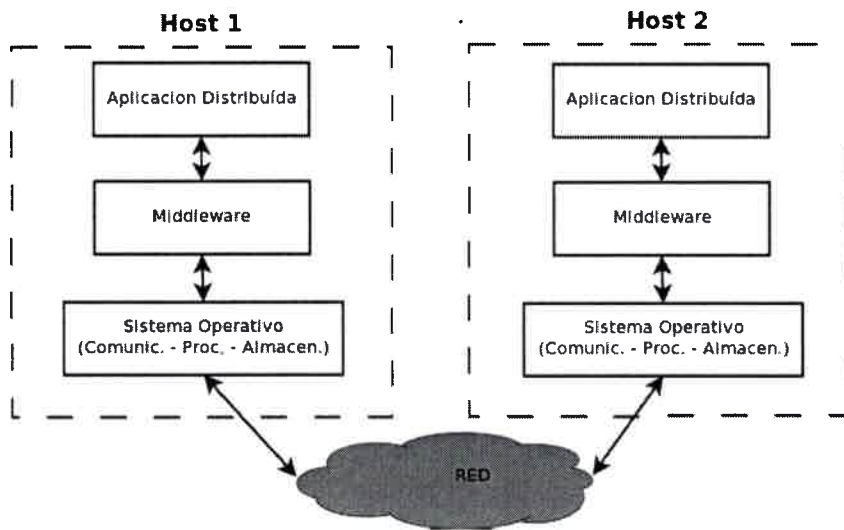 Host 1
Host 2
Aplicacion Distribuída
Aplicacion Distribuída
Middleware
Middleware
Sistema Operativo
(Comunic. - Proc. - Almacen.)
Sistema Operativo
(Comunic. - Proc. - Almacen.)
RED